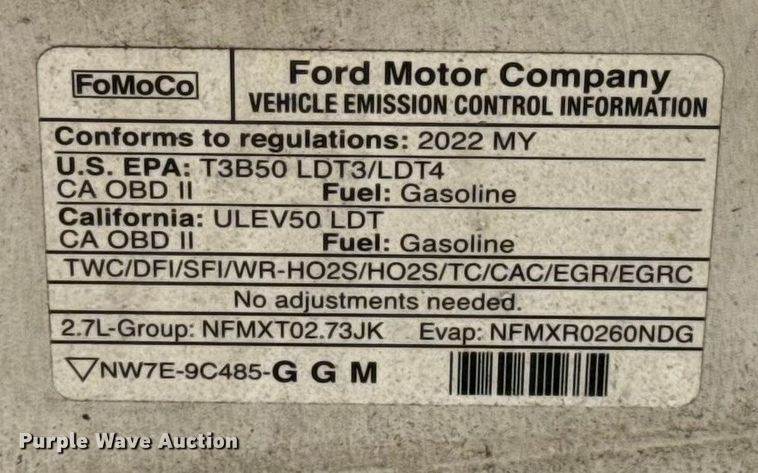 FoMoCo
Ford Motor Company
VEHICLE EMISSION CONTROL INFORMATION
Conforms to regulations: 2022 MY
U.S. EPA: T3B50 LDT3/LDT4
CA OBD II Fuel: Gasoline
California: ULEV50 LDT
CA OBD II Fuel: Gasoline
TWC/DFI/SFI/WR-HO2S/HO2S/TC/CAC/EGR/EGRC
No adjustments needed.
2.7L-Group: NFMXT02.73JK Evap: NFMXR0260NDG
▽NW7E-9C485-G G M
Purple Wave Auction